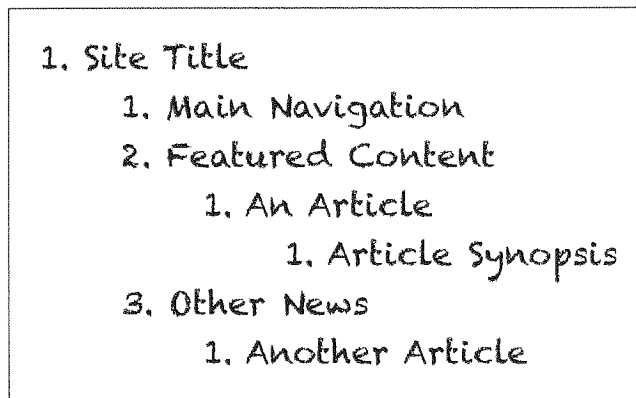 1. Site Title
1. Main Navigation
2. Featured Content
1. An Article
1. Article Synopsis
3. Other News
1. Another Article